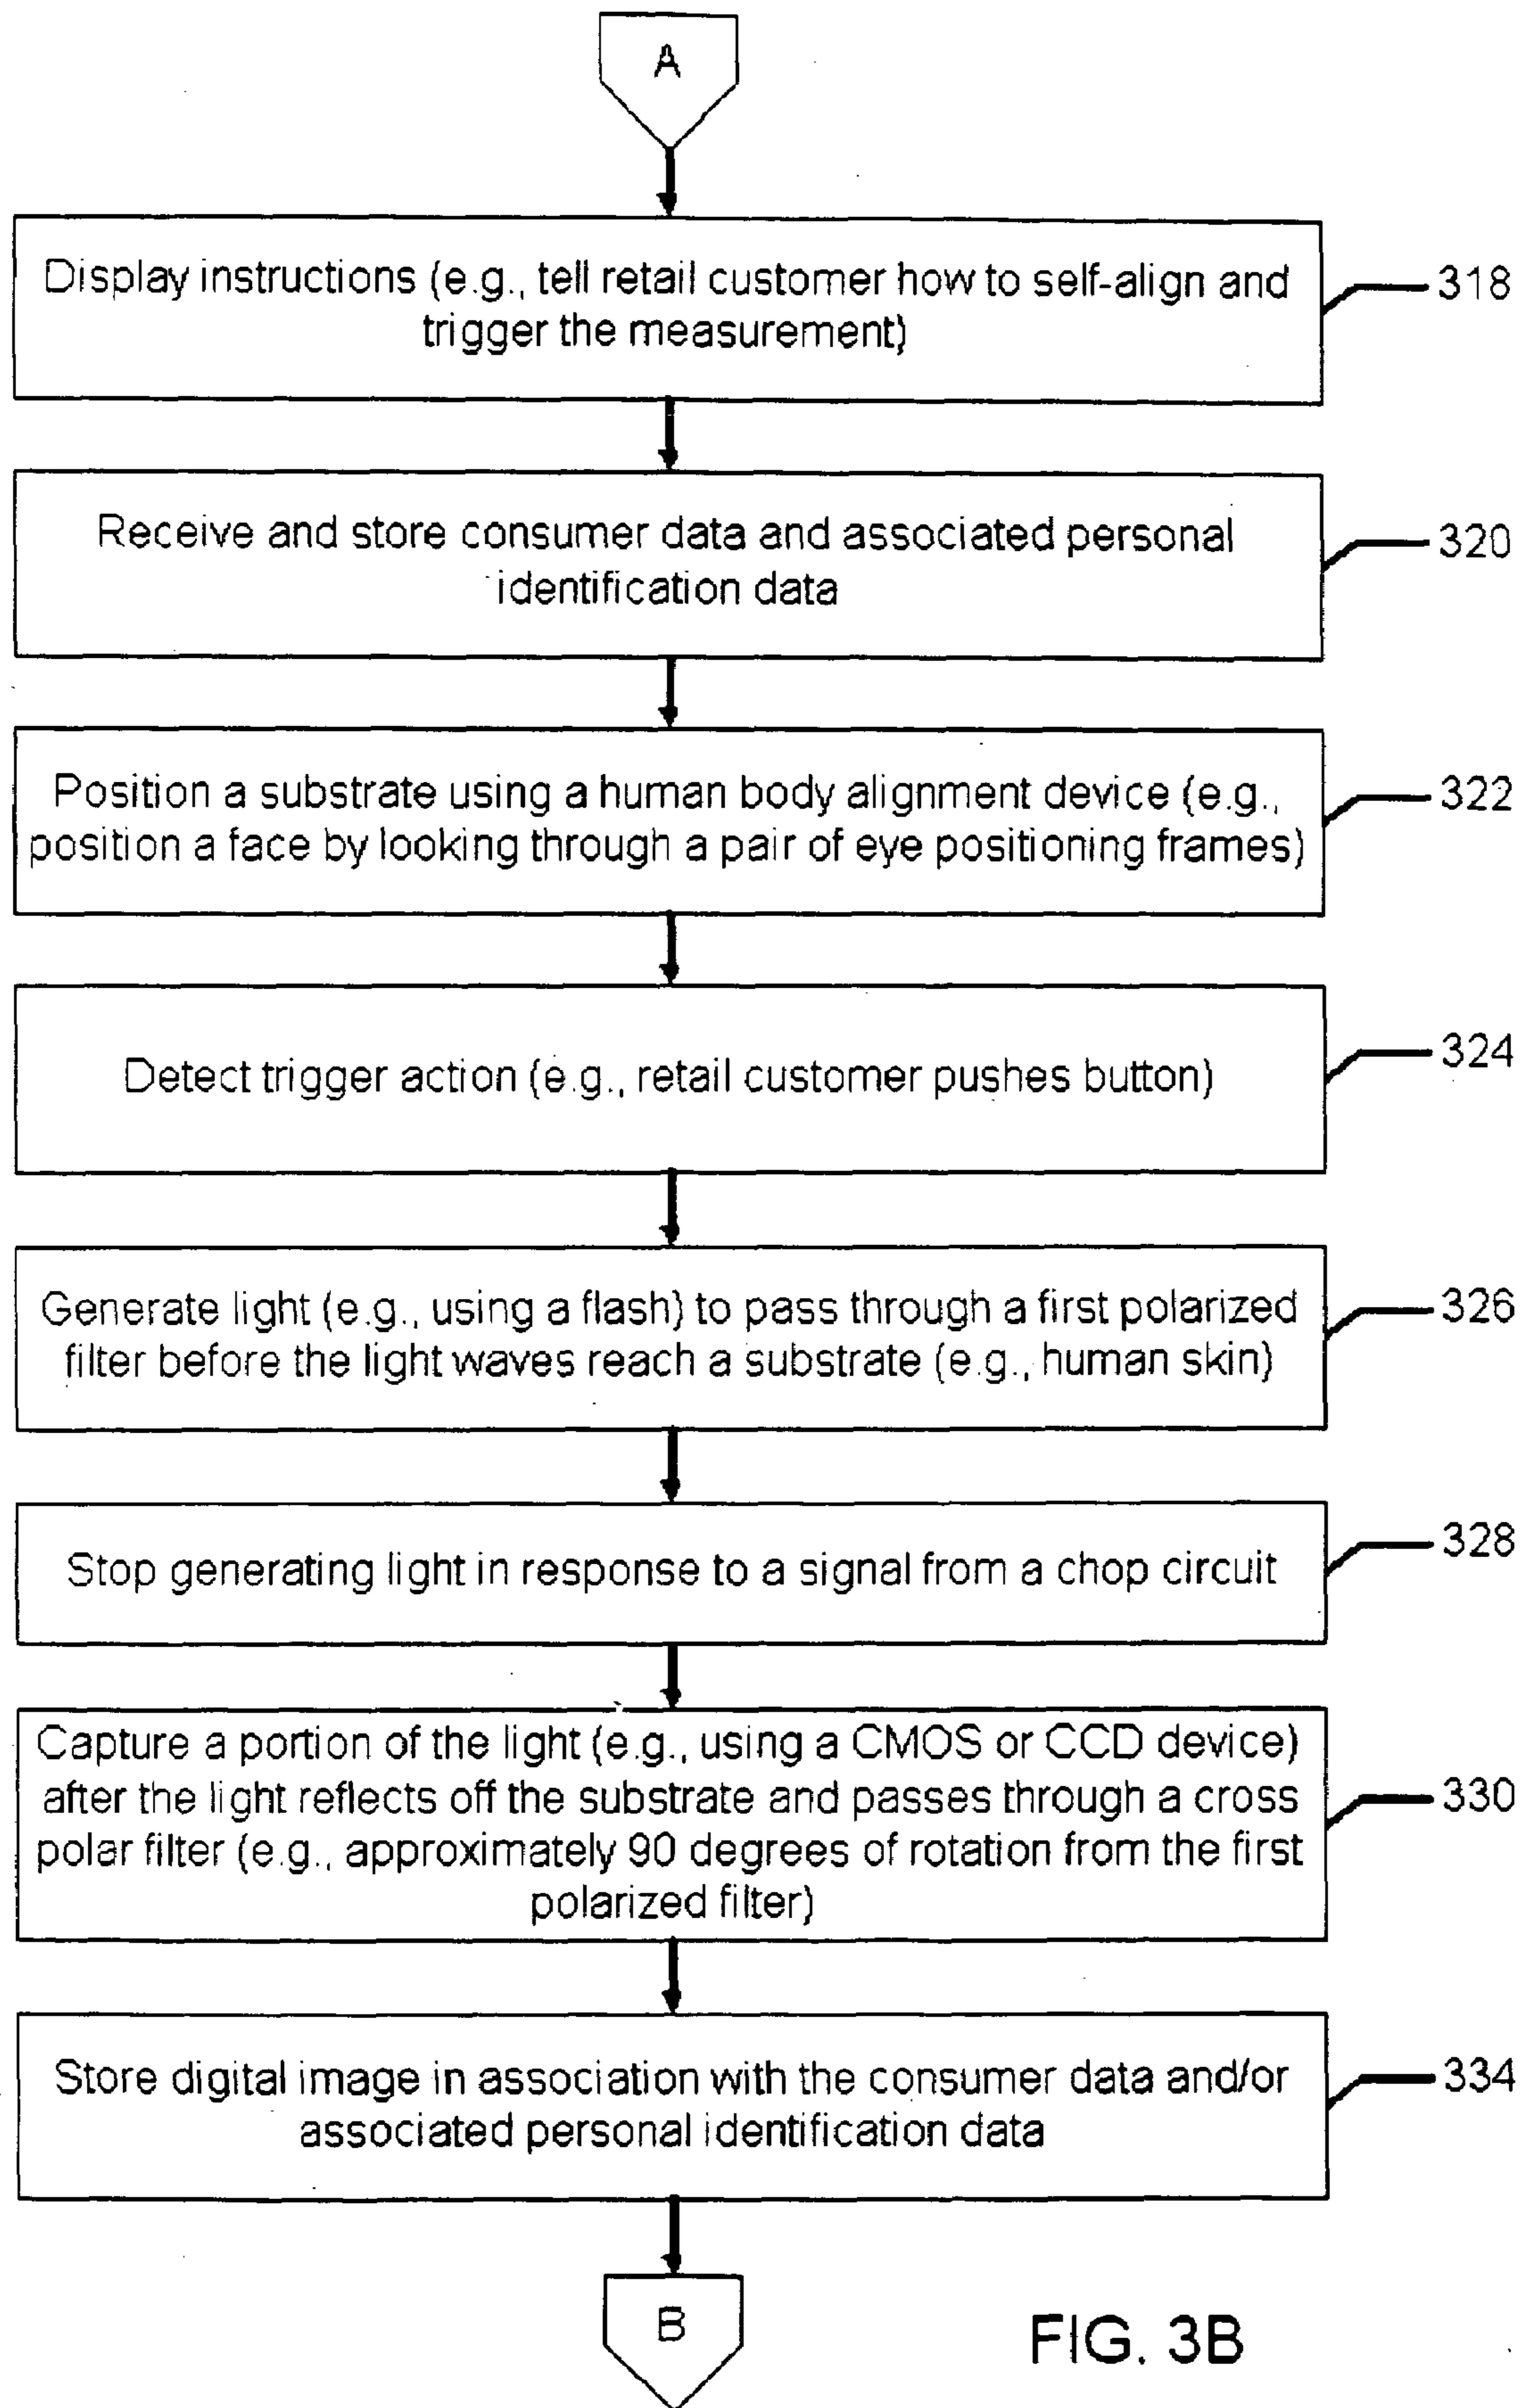 A
Display instructions (e.g., tell retail customer how to self-align and
trigger the measurement)
318
Receive and store consumer data and associated personal
identification data
320
Position a substrate using a human body alignment device (e.g.,
position a face by looking through a pair of eye positioning frames)
322
Detect trigger action (e.g., retail customer pushes button)
324
Generate light (e.g., using a flash) to pass through a first polarized
filter before the light waves reach a substrate (e.g., human skin)
326
Stop generating light in response to a signal from a chop circuit
328
Capture a portion of the light (e.g., using a CMOS or CCD device)
after the light reflects off the substrate and passes through a cross
polar filter (e.g., approximately 90 degrees of rotation from the first
polarized filter)
330
Store digital image in association with the consumer data and/or
associated personal identification data
334
B
FIG. 3B